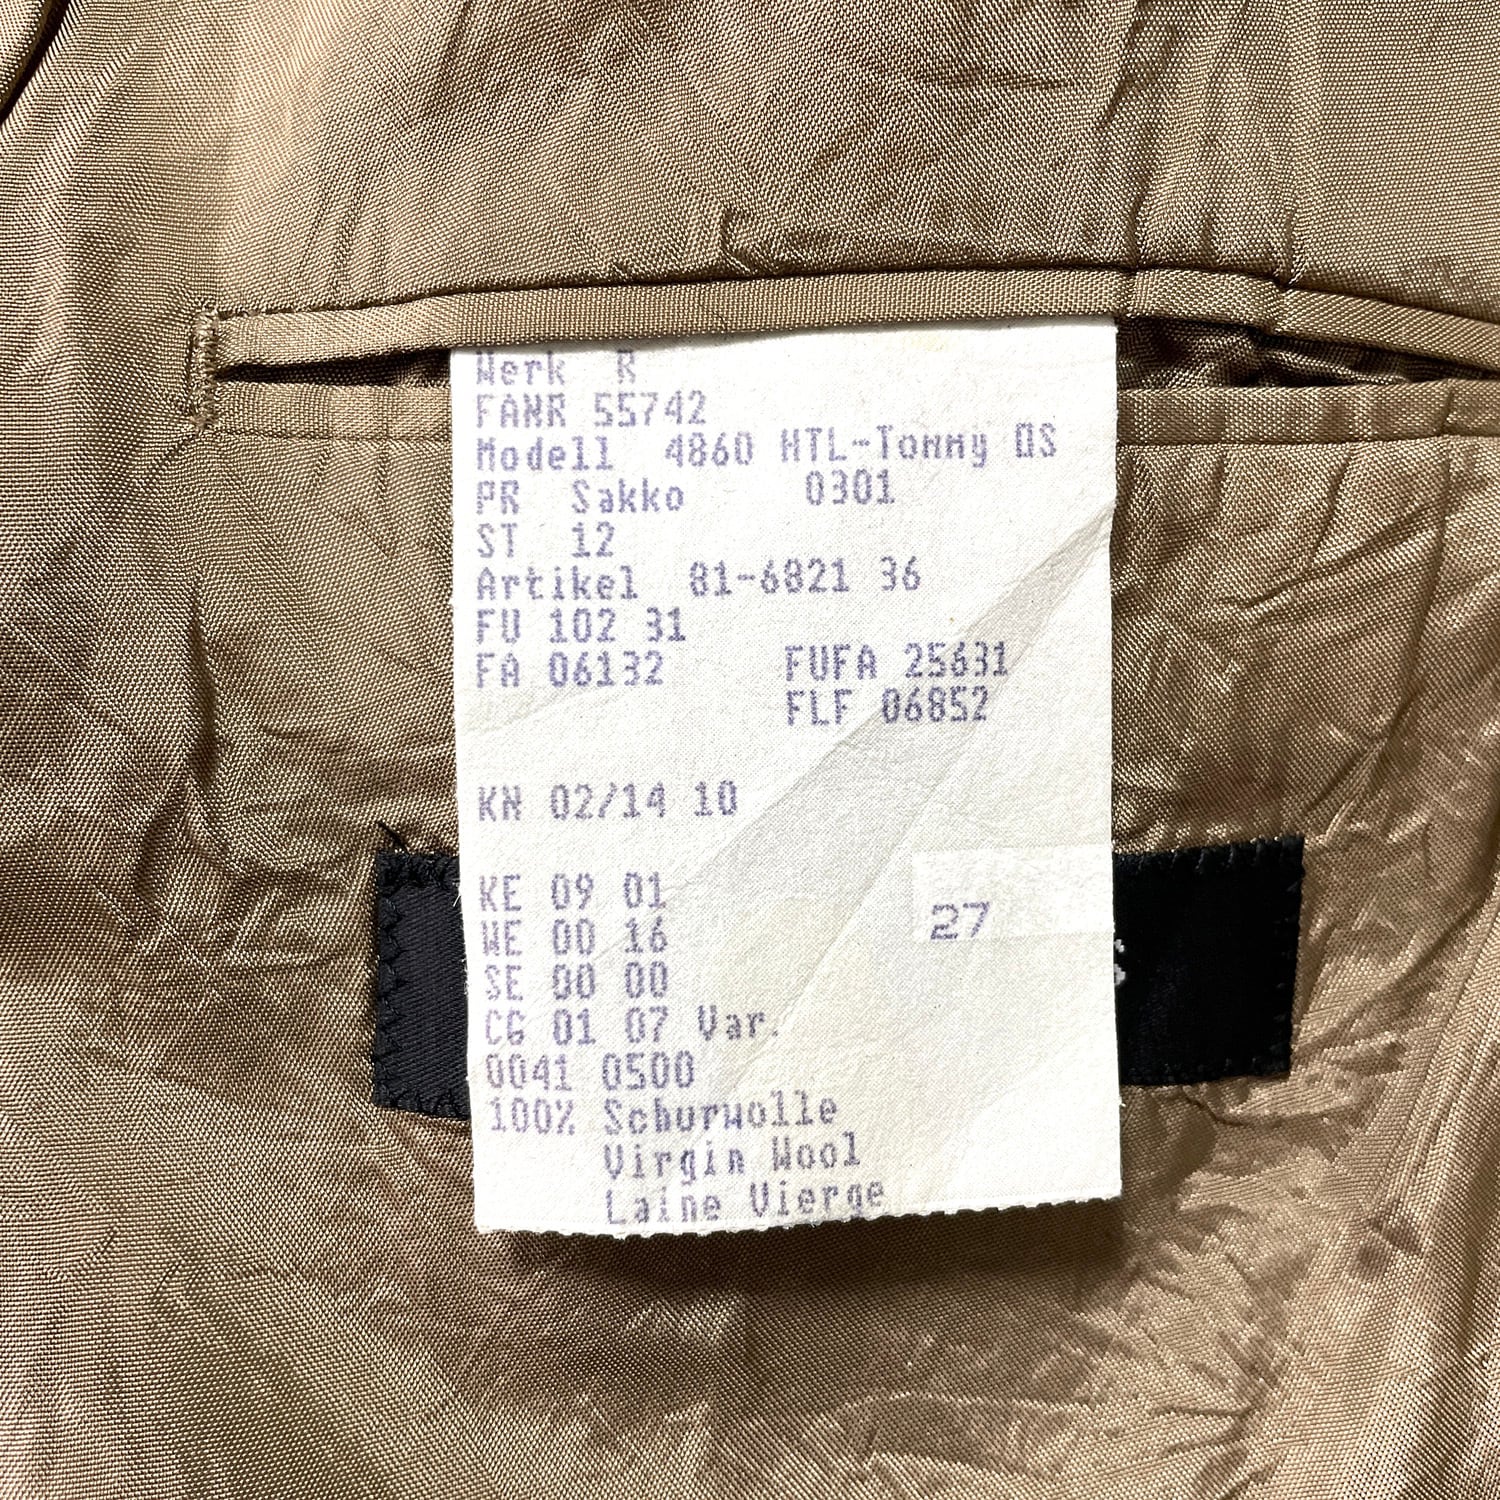 Werk R
FANR 55742
Modell 4860 MTL-Tommy OS
PR Sakko 0301
ST 12
Artikel 81-6821 36
FU 102 31
FA 06132 FUFA 25631
FLF 06852
KN 02/14 10
KE 09 01
WE 00 16 27
SE 00 00
CG 01 07 Var.
0041 0500
100% Schurwolle
Virgin Wool
Laine Vierge